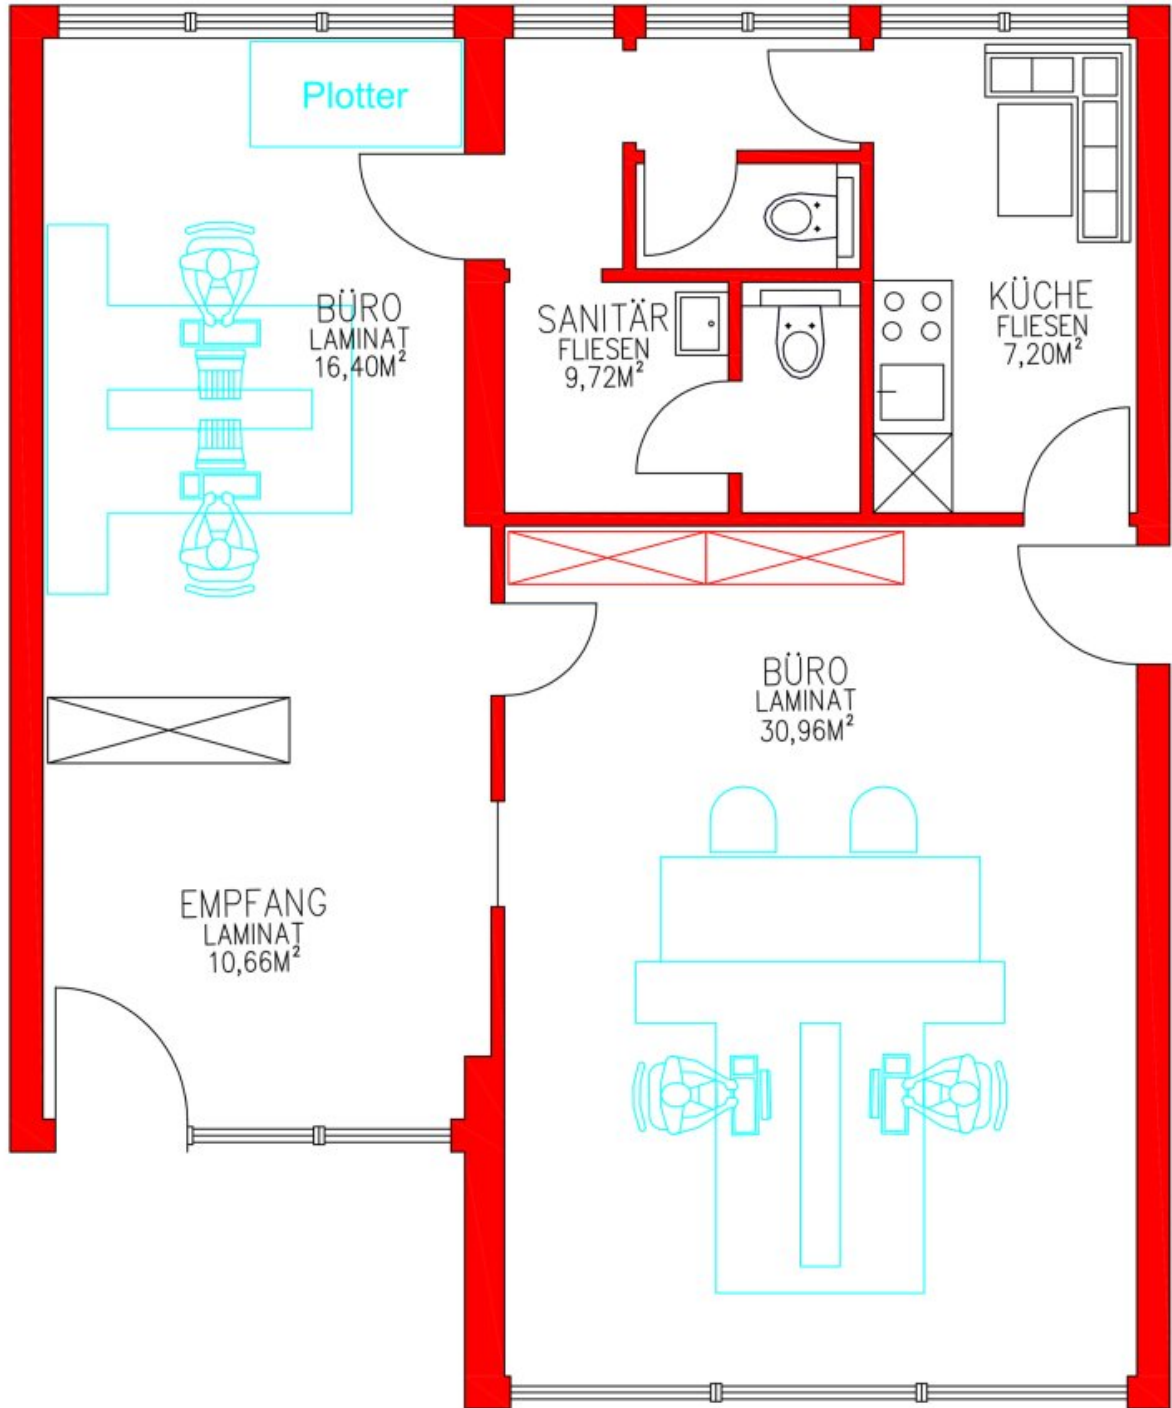 Plotter
BÜRO
LAMINAT
16,40M²
SANITÄR
FLIESEN
9,72M²
KÜCHE
FLIESEN
7,20M²
BÜRO
LAMINAT
30,96M²
EMPFANG
LAMINAT
10,66M²